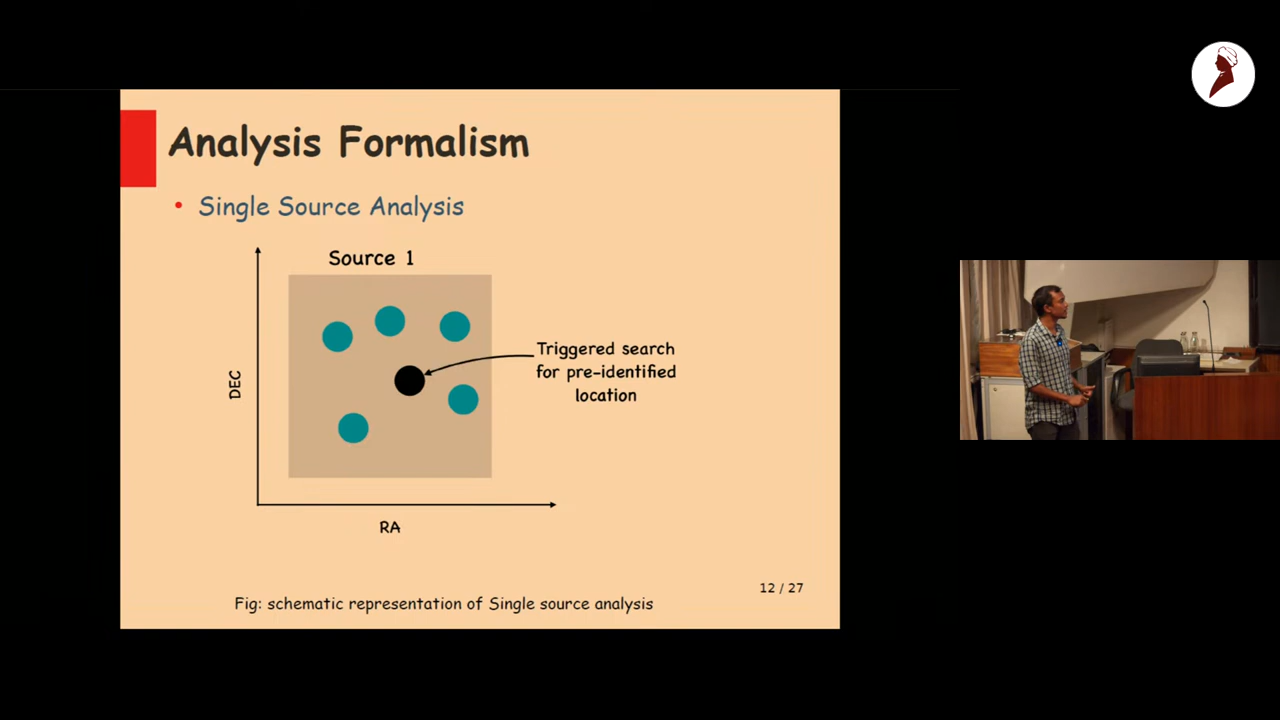 Analysis Formalism
• Single Source Analysis
Source 1
Triggered search
for pre-identified
location
DEC
RA
12 / 27
Fig: schematic representation of Single source analysis